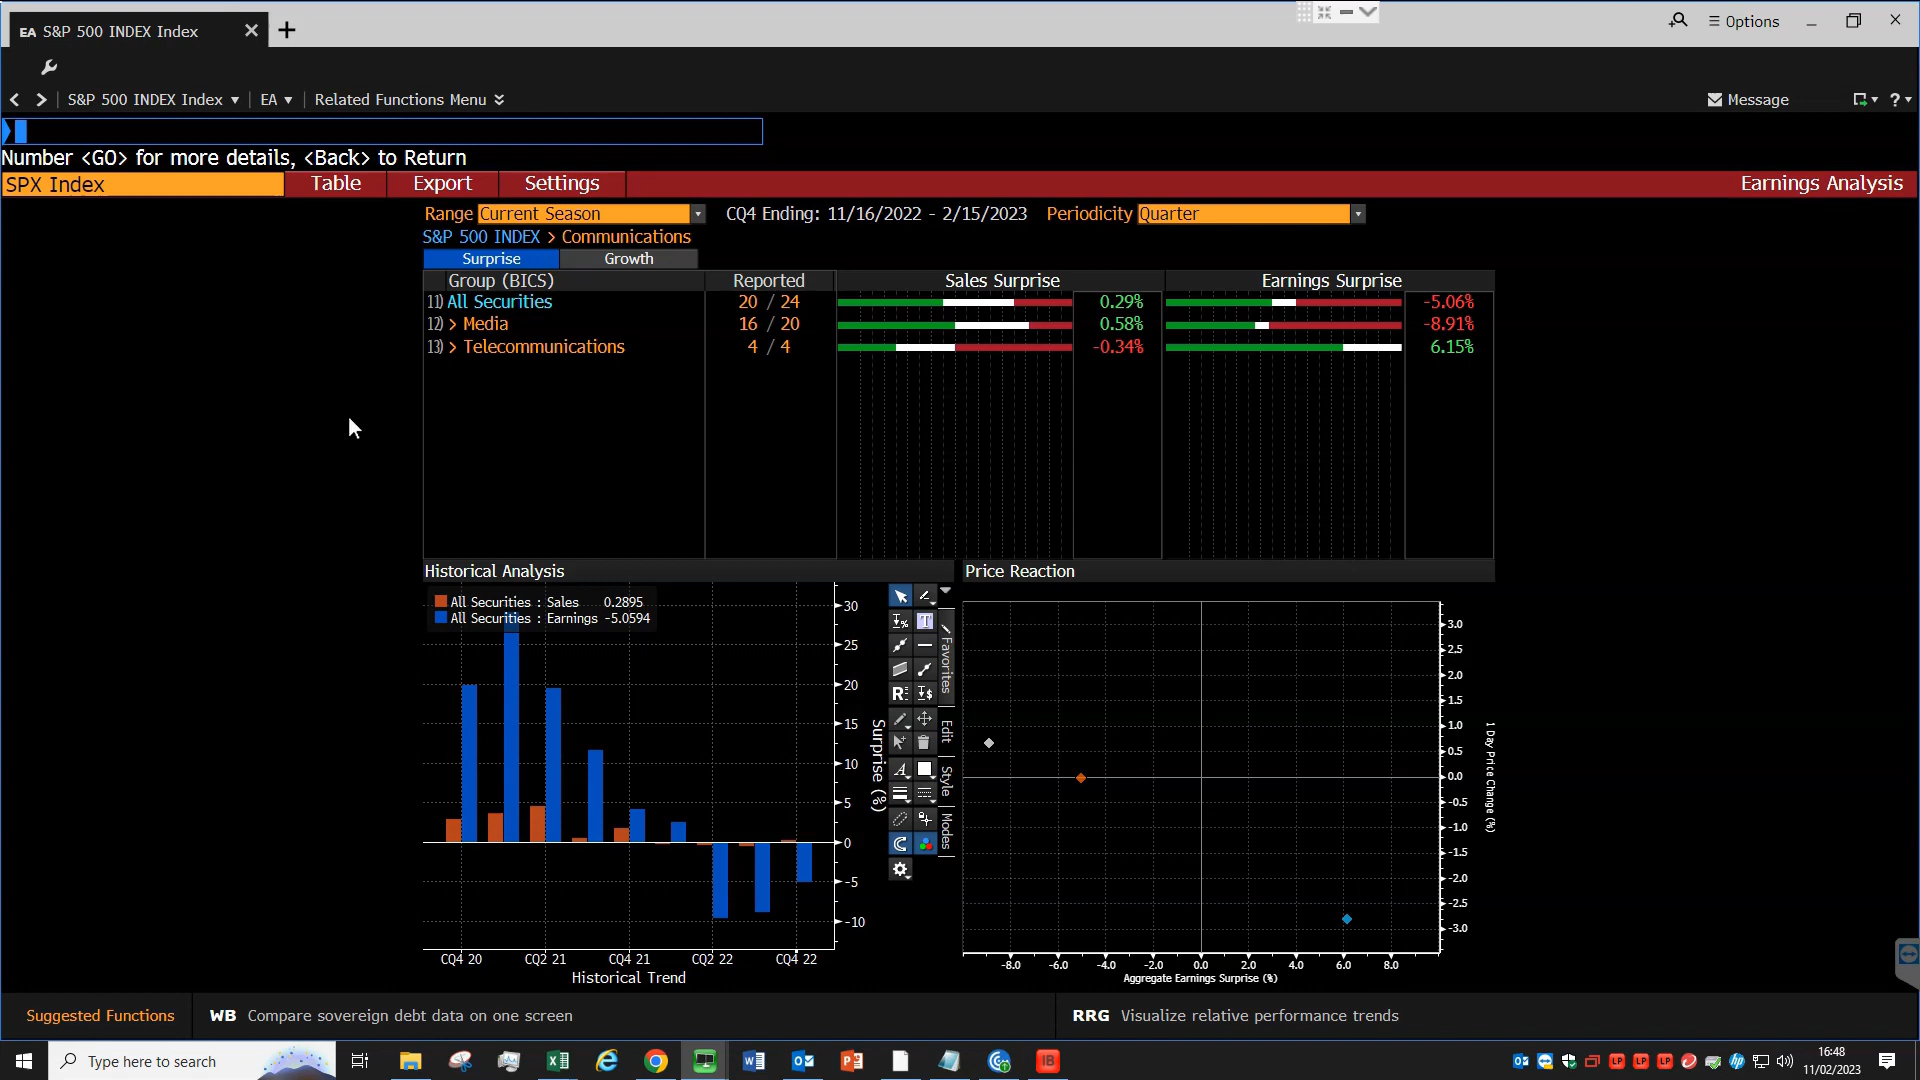 EA S&P 500 INDEX Index
Options
S&P 500 INDEX Index EA Related Functions Menu Message ?
Number <GO> for more details, <Back> to Return
SPX Index Table Export Settings Earnings Analysis
Range Current Season CQ4 Ending: 11/16/2022 - 2/15/2023 Periodicity Quarter
S&P 500 INDEX > Communications
Surprise Growth
Group (BICS) Reported Sales Surprise Earnings Surprise
11) All Securities 20 / 24 0.29% -5.06%
12) > Media 16 / 20 0.58% -8.91%
13) > Telecommunications 4 / 4 -0.34% 6.15%
Historical Analysis
All Securities : Sales 0.2895
All Securities : Earnings -5.0594
30
25
20
15
10
5
0
-5
-10
Surprise (%)
CQ4 20 CQ2 21 CQ4 21 CQ2 22 CQ4 22
Historical Trend
Favorites
Edit
Style
Modes
Price Reaction
3.0
2.5
2.0
1.5
1.0
0.5
0.0
-0.5
-1.0
-1.5
-2.0
-2.5
-3.0
1 Day Price Change (%)
-8.0 -6.0 -4.0 -2.0 0.0 2.0 4.0 6.0 8.0
Aggregate Earnings Surprise (%)
Suggested Functions WB Compare sovereign debt data on one screen RRG Visualize relative performance trends
Type here to search
16:48
11/02/2023